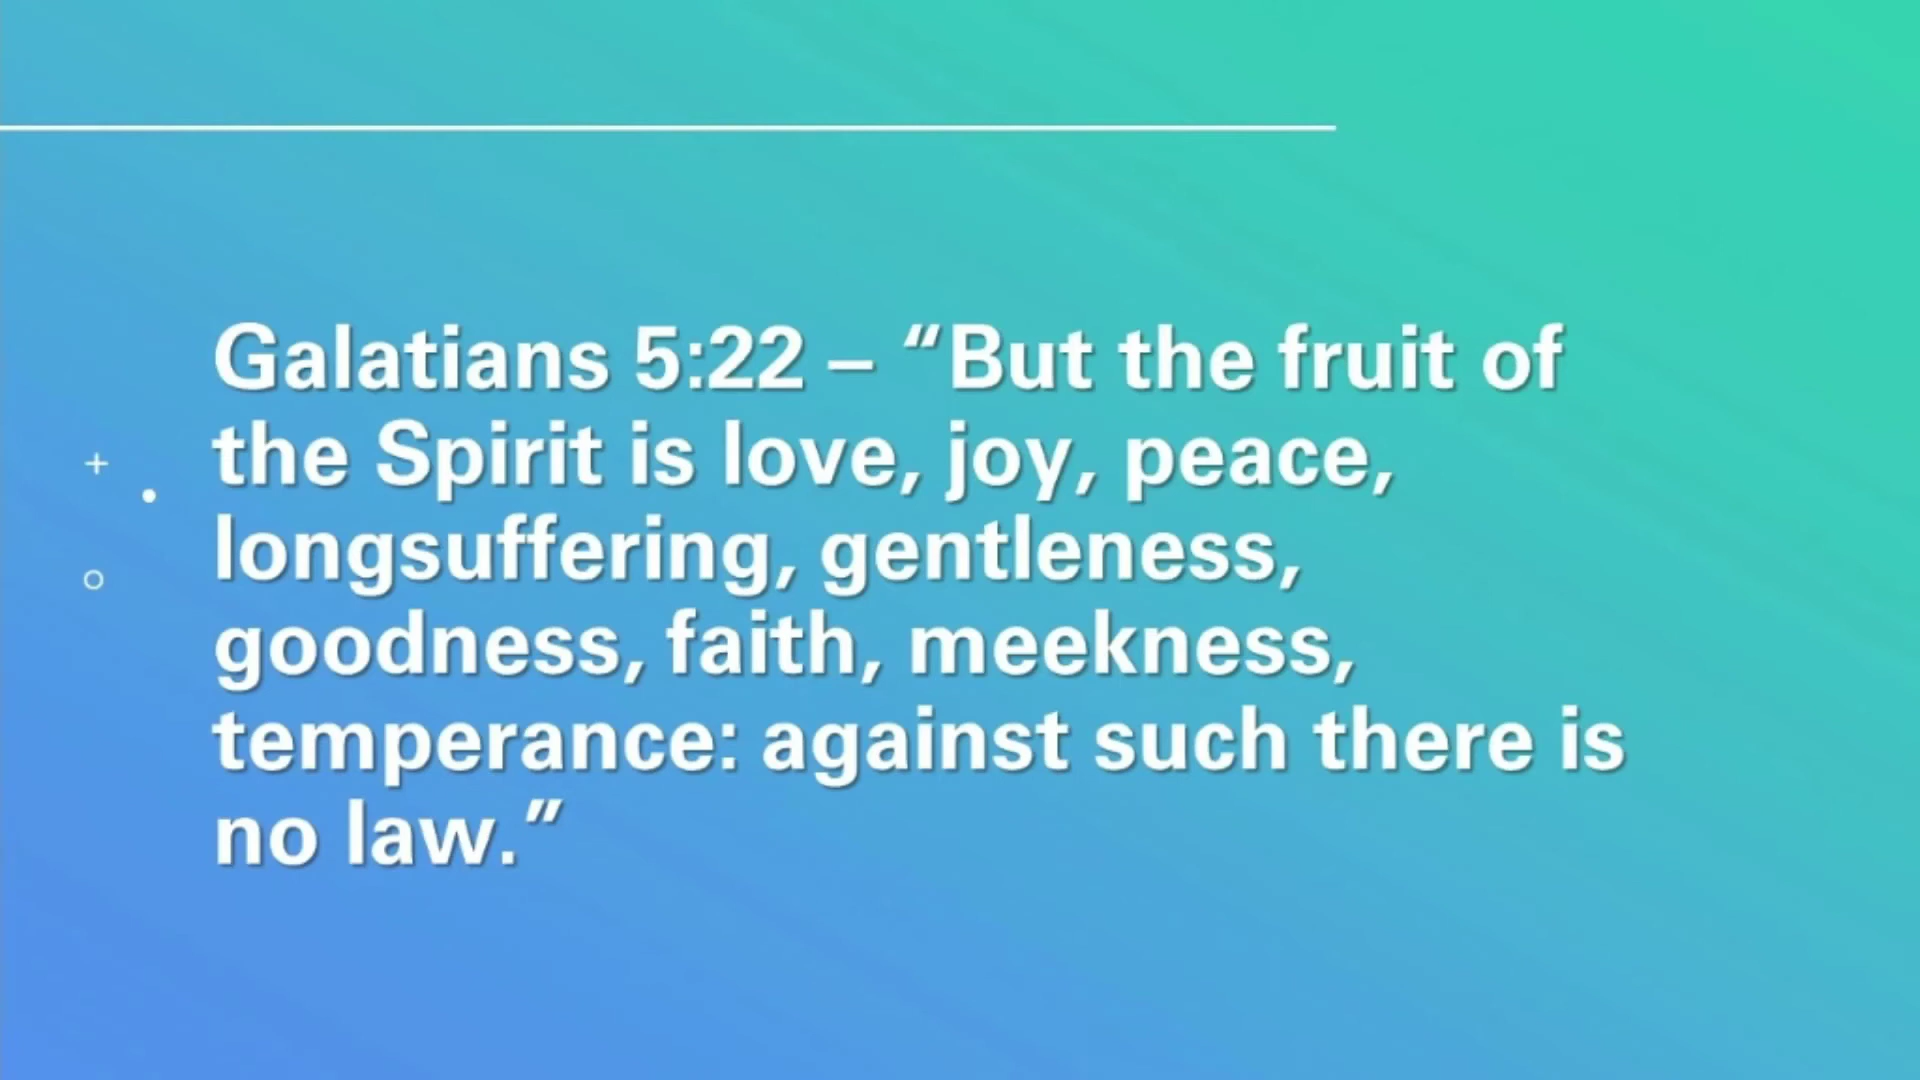 Galatians 5:22 – “But the fruit of
the Spirit is love, joy, peace,
longsuffering, gentleness,
goodness, faith, meekness,
temperance: against such there is
no law.”